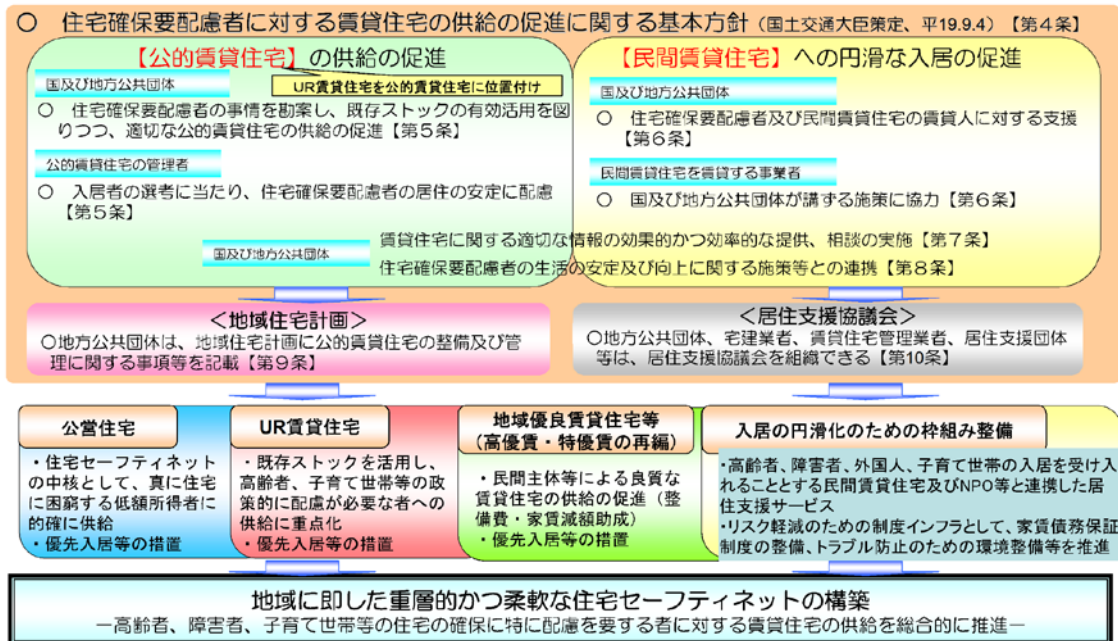 ○ 住宅確保要配慮者に対する賃貸住宅の供給の促進に関する基本方針(国土交通大臣策定、平19.9.4)【第4条】
【公的賃貸住宅】の供給の促進
国及び地方公共団体
UR賃貸住宅を公的賃貸住宅に位置付け
○ 住宅確保要配慮者の事情を勘案し、既存ストックの有効活用を図
りつつ、適切な公的賃貸住宅の供給の促進【第5条】
公的賃貸住宅の管理者
○ 入居者の選考に当たり、住宅確保要配慮者の居住の安定に配慮
【第5条】
【民間賃貸住宅】への円滑な入居の促進
国及び地方公共団体
○ 住宅確保要配慮者及び民間賃貸住宅の賃貸人に対する支援
【第6条】
民間賃貸住宅を賃貸する事業者
○ 国及び地方公共団体が講ずる施策に協力【第6条】
国及び地方公共団体
賃貸住宅に関する適切な情報の効果的かつ効率的な提供、相談の実施【第7条】
住宅確保要配慮者の生活の安定及び向上に関する施策等との連携【第8条】
<地域住宅計画>
○地方公共団体は、地域住宅計画に公的賃貸住宅の整備及び管
理に関する事項等を記載【第9条】
<居住支援協議会>
○地方公共団体、宅建業者、賃貸住宅管理業者、居住支援団体
等は、居住支援協議会を組織できる【第10条】
公営住宅
・住宅セーフティネット
の中核として、真に住宅
に困窮する低額所得者に
的確に供給
・優先入居等の措置
UR賃貸住宅
・既存ストックを活用し、
高齢者、子育て世帯等の政
策的に配慮が必要な者への
供給に重点化
・優先入居等の措置
地域優良賃貸住宅等
(高優賃・特優賃の再編)
・民間主体等による良質な
賃貸住宅の供給の促進(整
備費・家賃減額助成)
・優先入居等の措置
入居の円滑化のための枠組み整備
・高齢者、障害者、外国人、子育て世帯の入居を受け入
れることとする民間賃貸住宅及びNPO等と連携した居
住支援サービス
・リスク軽減のための制度インフラとして、家賃債務保証
制度の整備、トラブル防止のための環境整備等を推進
地域に即した重層的かつ柔軟な住宅セーフティネットの構築
―高齢者、障害者、子育て世帯等の住宅の確保に特に配慮を要する者に対する賃貸住宅の供給を総合的に推進―